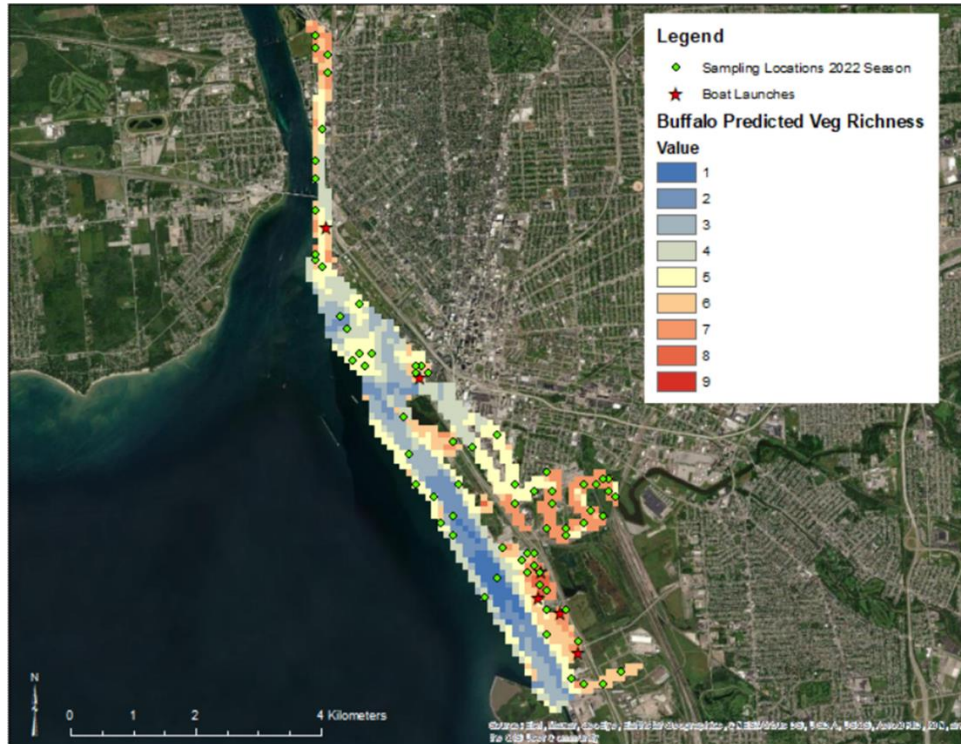 Legend
Sampling Locations 2022 Season
Boat Launches
Buffalo Predicted Veg Richness
Value
1
2
3
4
5
6
7
8
9
N
0 1 2 4 Kilometers